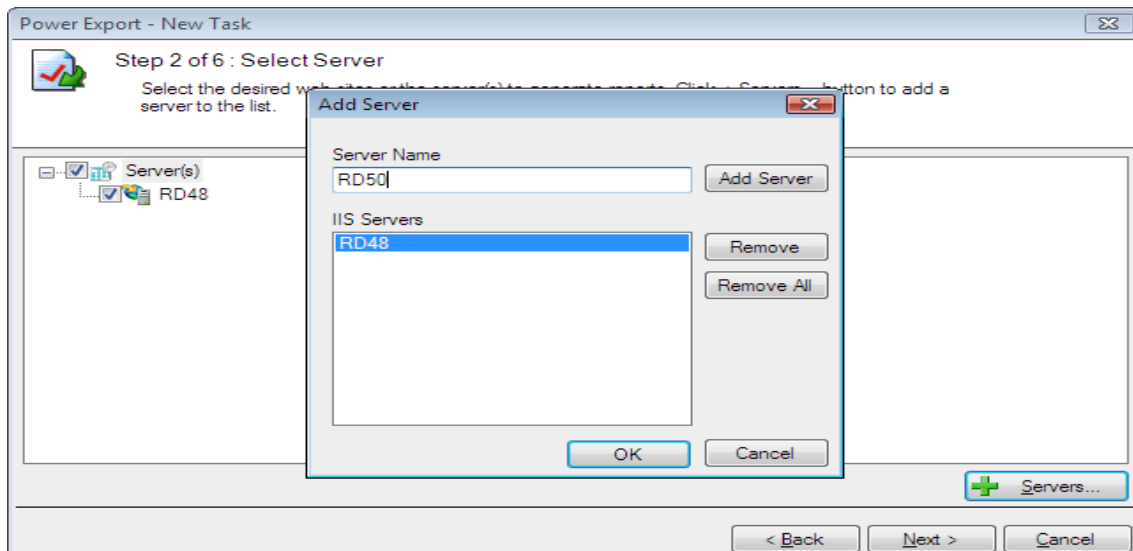 Power Export - New Task
Step 2 of 6 : Select Server
Select the desired
button to add a
server to the list.
Add Server
Server Name
RD50
Add Server
IIS Servers
RD48
Remove
Remove All
OK
Cancel
Server(s)
RD48
Servers...
< Back
Next >
Cancel